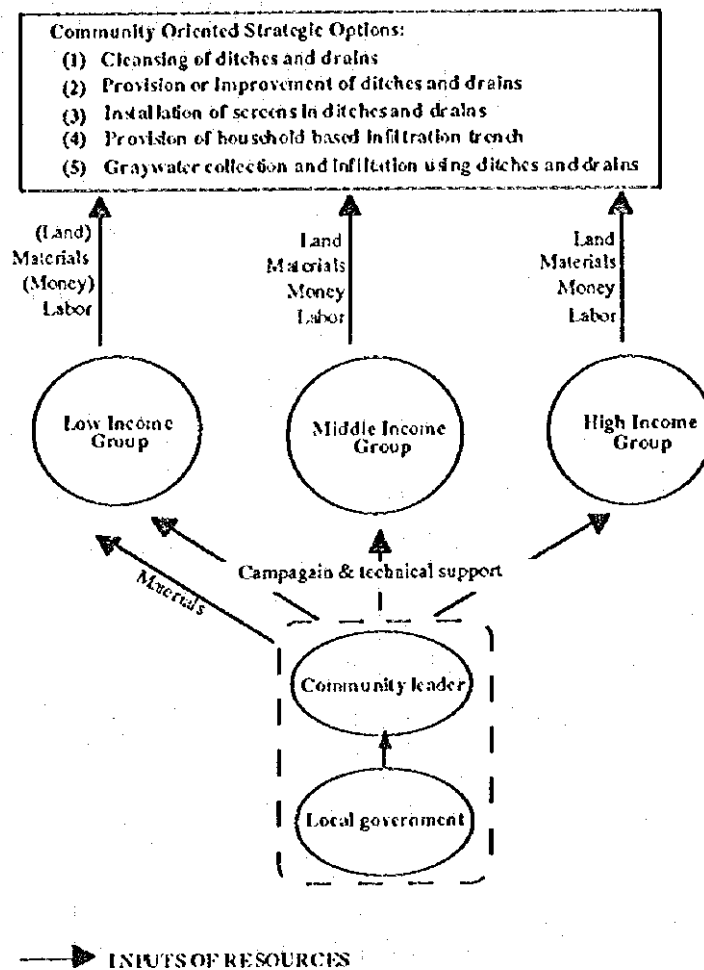 Community Oriented Strategic Options:
(1) Cleansing of ditches and drains
(2) Provision or Improvement of ditches and drains
(3) Installation of screens in ditches and drains
(4) Provision of household based infiltration trench
(5) Graywater collection and Infiltation using ditches and drains
(Land)
Materials
(Money)
Labor
Land
Materials
Money
Labor
Land
Materials
Money
Labor
Low Income
Group
Middle Income
Group
High Income
Group
Campagain & technical support
Materials
Community leader
Local government
INPUTS OF RESOURCES